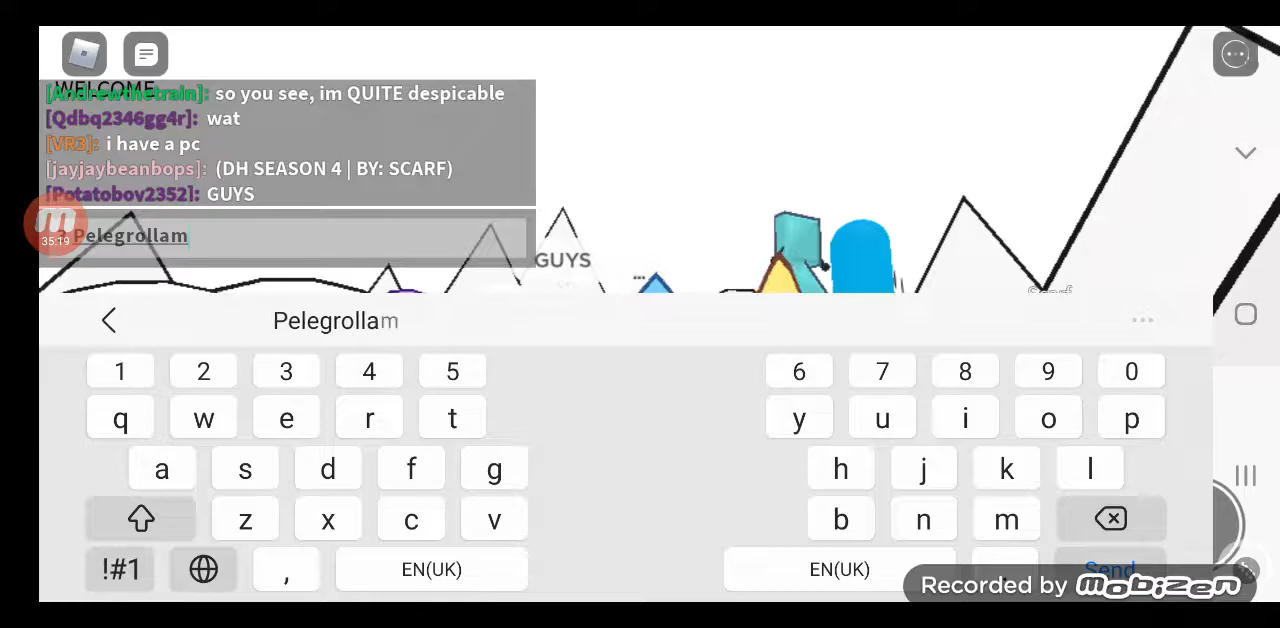 WELCOME
[Andrewthetrain]: so you see, im QUITE despicable
[Qdbq2346gg4r]: wat
[VR3]: i have a pc
[jayjaybeanbops]: (DH SEASON 4 | BY: SCARF)
[Potatoboy2352]: GUYS
35:19
Pelegrollam
GUYS
...
Scarf
Pelegrollam
1 2 3 4 5 6 7 8 9 0
q w e r t y u i o p
a s d f g h j k l
z x c v b n m
!#1 , EN(UK) EN(UK) . Send
Recorded by mobizen